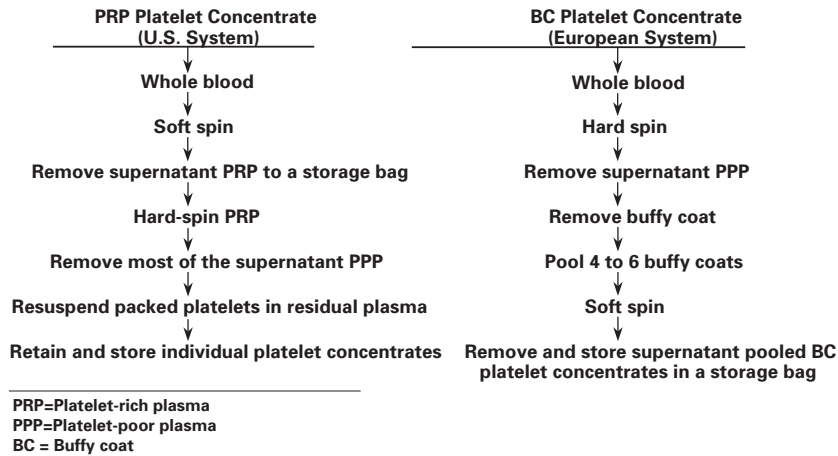 PRP Platelet Concentrate
(U.S. System)
Whole blood
Soft spin
Remove supernatant PRP to a storage bag
Hard-spin PRP
Remove most of the supernatant PPP
Resuspend packed platelets in residual plasma
Retain and store individual platelet concentrates
BC Platelet Concentrate
(European System)
Whole blood
Hard spin
Remove supernatant PPP
Remove buffy coat
Pool 4 to 6 buffy coats
Soft spin
Remove and store supernatant pooled BC
platelet concentrates in a storage bag
PRP=Platelet-rich plasma
PPP=Platelet-poor plasma
BC = Buffy coat